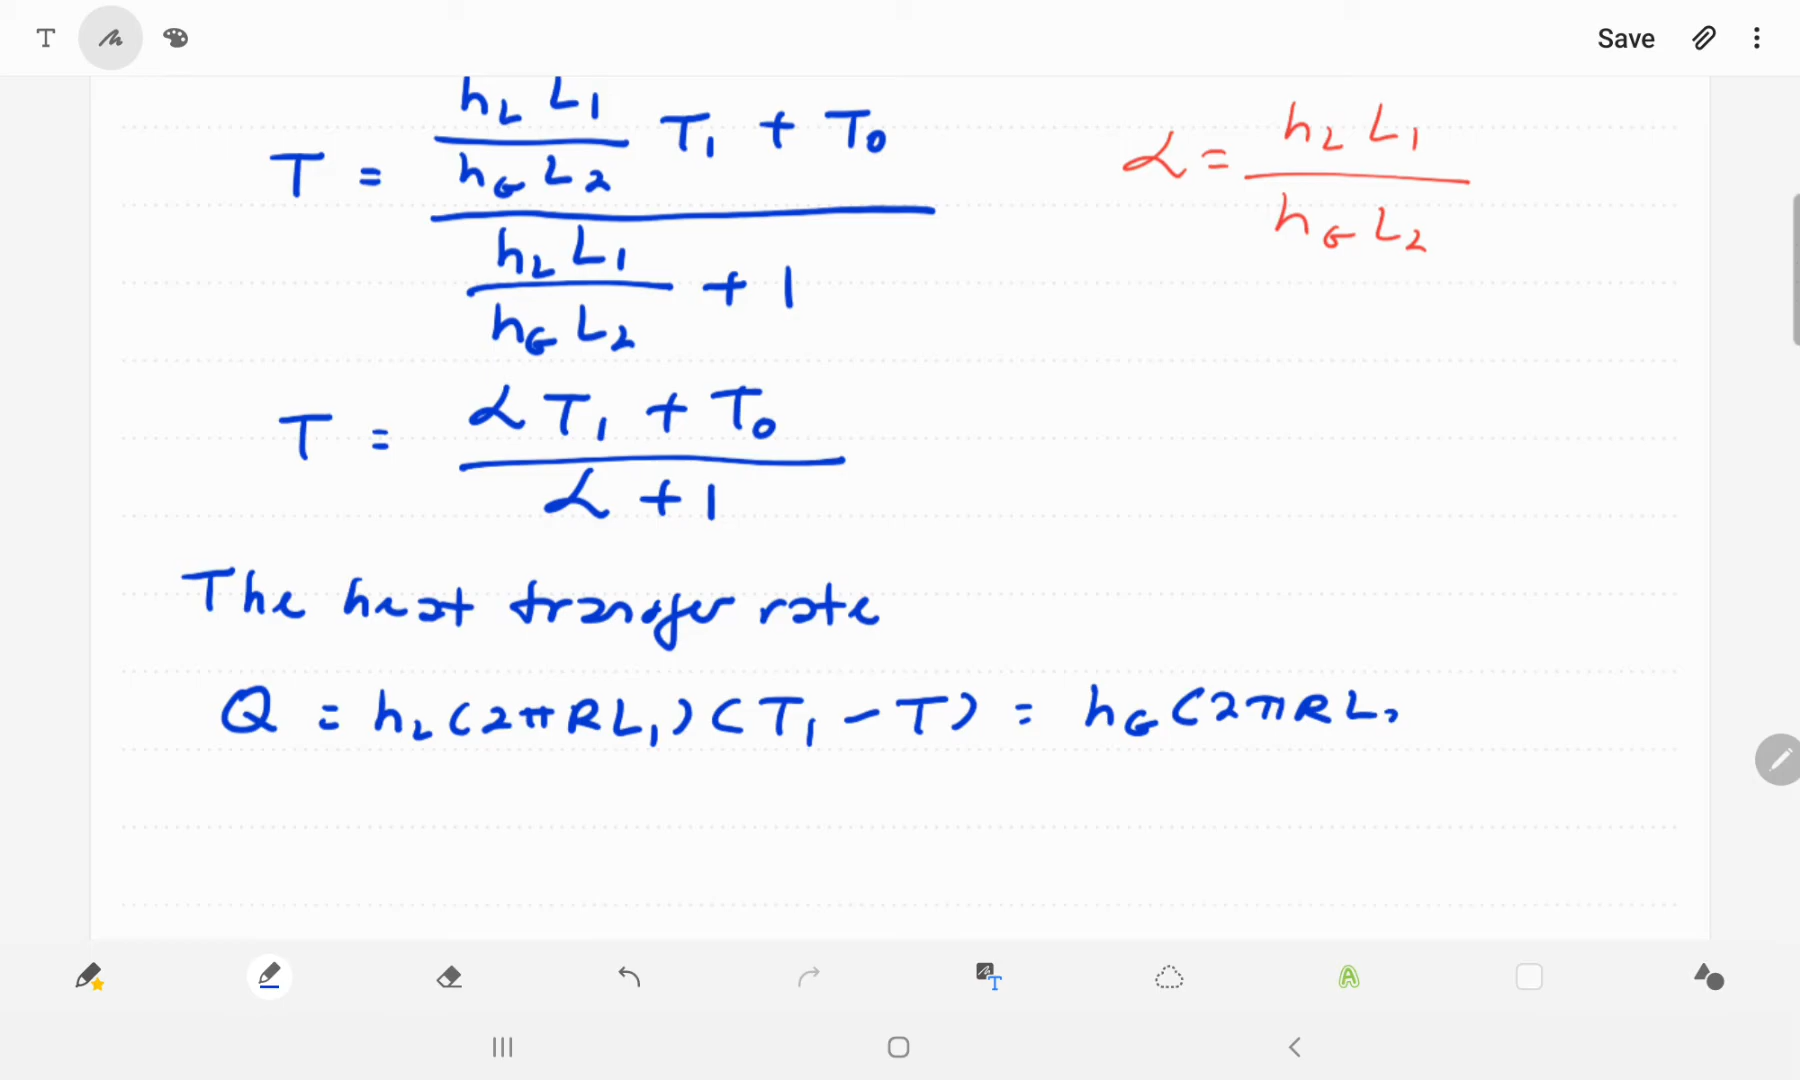 Save
T = (h_L L_1 / h_G L_2 T_1 + T_0) / (h_L L_1 / h_G L_2 + 1)
α = h_L L_1 / h_G L_2
T = (α T_1 + T_0) / (α + 1)
The heat transfer rate
Q = h_L (2πRL_1) (T_1 − T) = h_G (2πRL